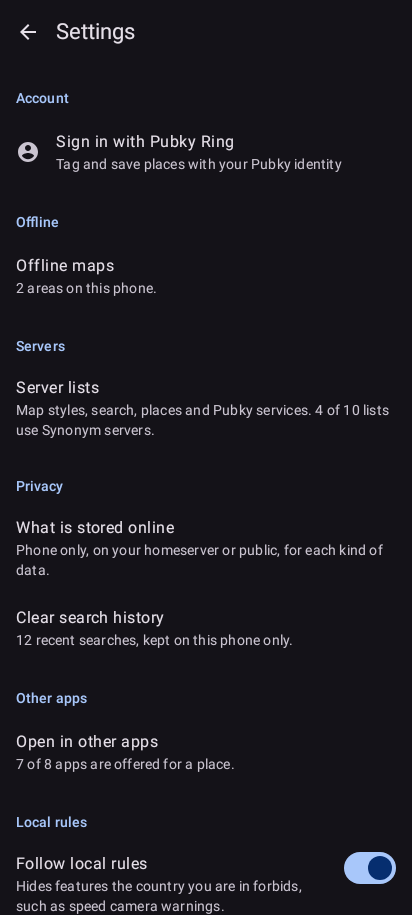 Settings
Account
Sign in with Pubky Ring
Tag and save places with your Pubky identity
Offline
Offline maps
2 areas on this phone.
Servers
Server lists
Map styles, search, places and Pubky services. 4 of 10 lists
use Synonym servers.
Privacy
What is stored online
Phone only, on your homeserver or public, for each kind of
data.
Clear search history
12 recent searches, kept on this phone only.
Other apps
Open in other apps
7 of 8 apps are offered for a place.
Local rules
Follow local rules
Hides features the country you are in forbids,
such as speed camera warnings.